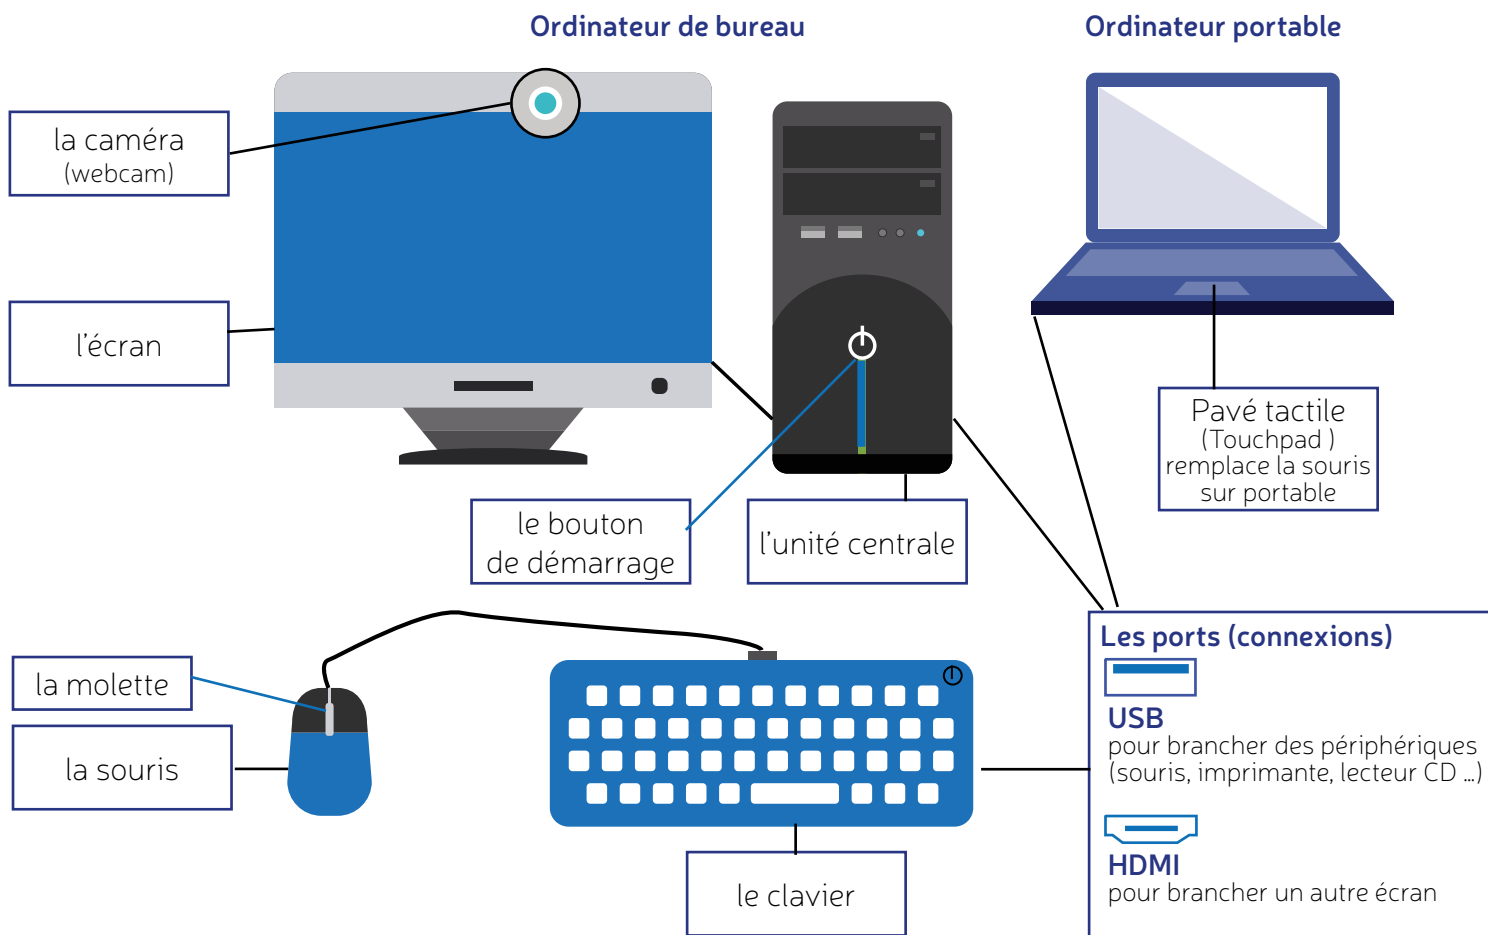 Ordinateur de bureau
Ordinateur portable
la caméra
(webcam)
l'écran
Pavé tactile
(Touchpad )
remplace la souris
sur portable
le bouton
de démarrage
l'unité centrale
la molette
la souris
le clavier
Les ports (connexions)
USB
pour brancher des périphériques
(souris, imprimante, lecteur CD ...)
HDMI
pour brancher un autre écran